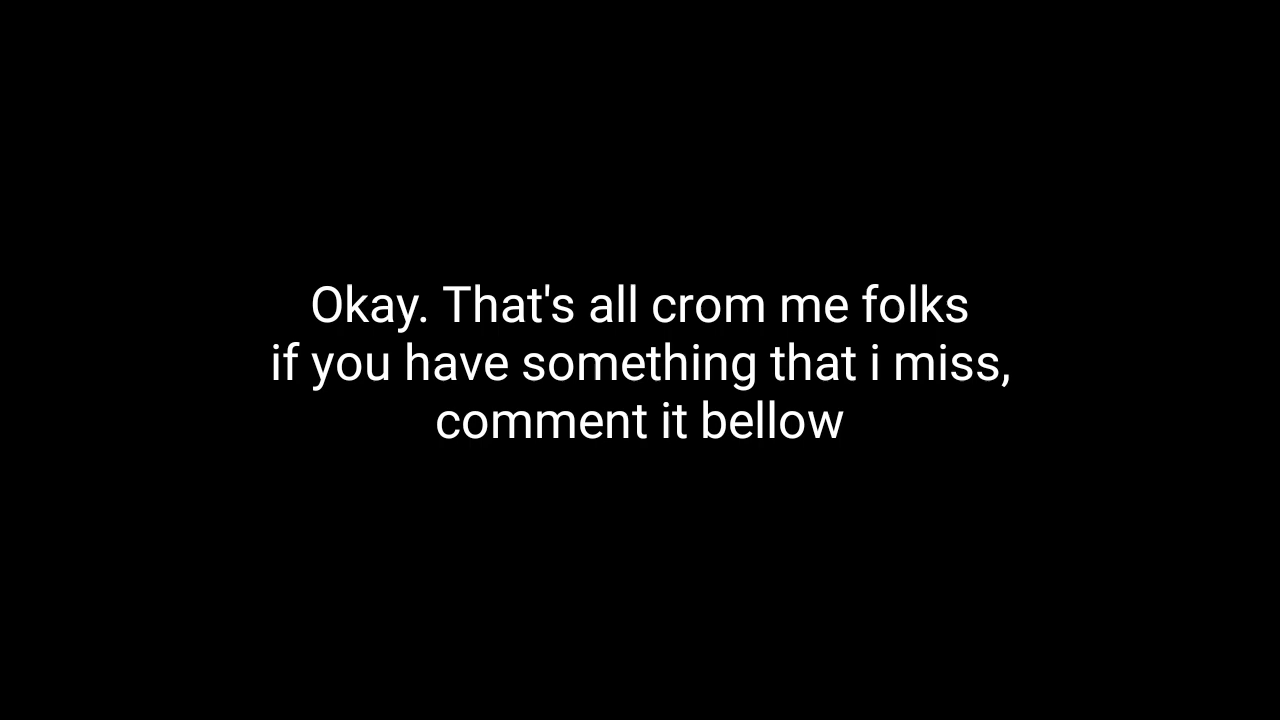 Okay. That's all crom me folks
if you have something that i miss,
comment it bellow